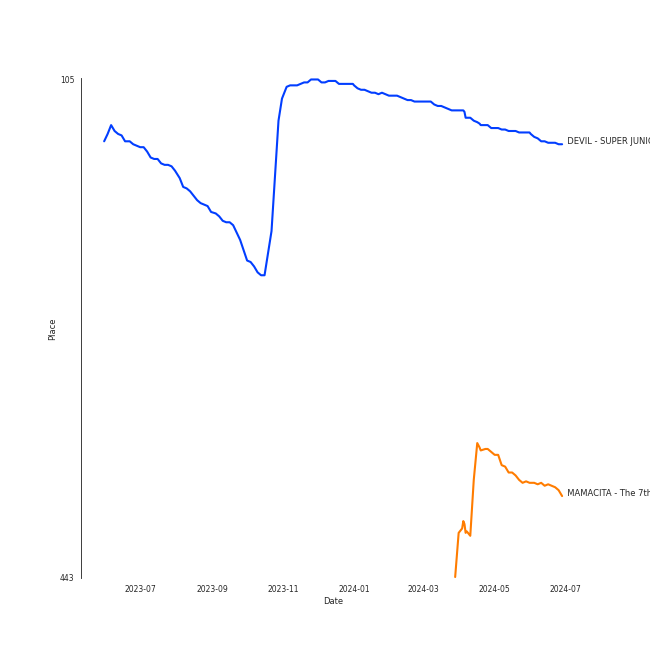 105
DEVIL - SUPER JUNIO
Place
MAMACITA - The 7th
443
2023-07 2023-09 2023-11 2024-01 2024-03 2024-05 2024-07
Date